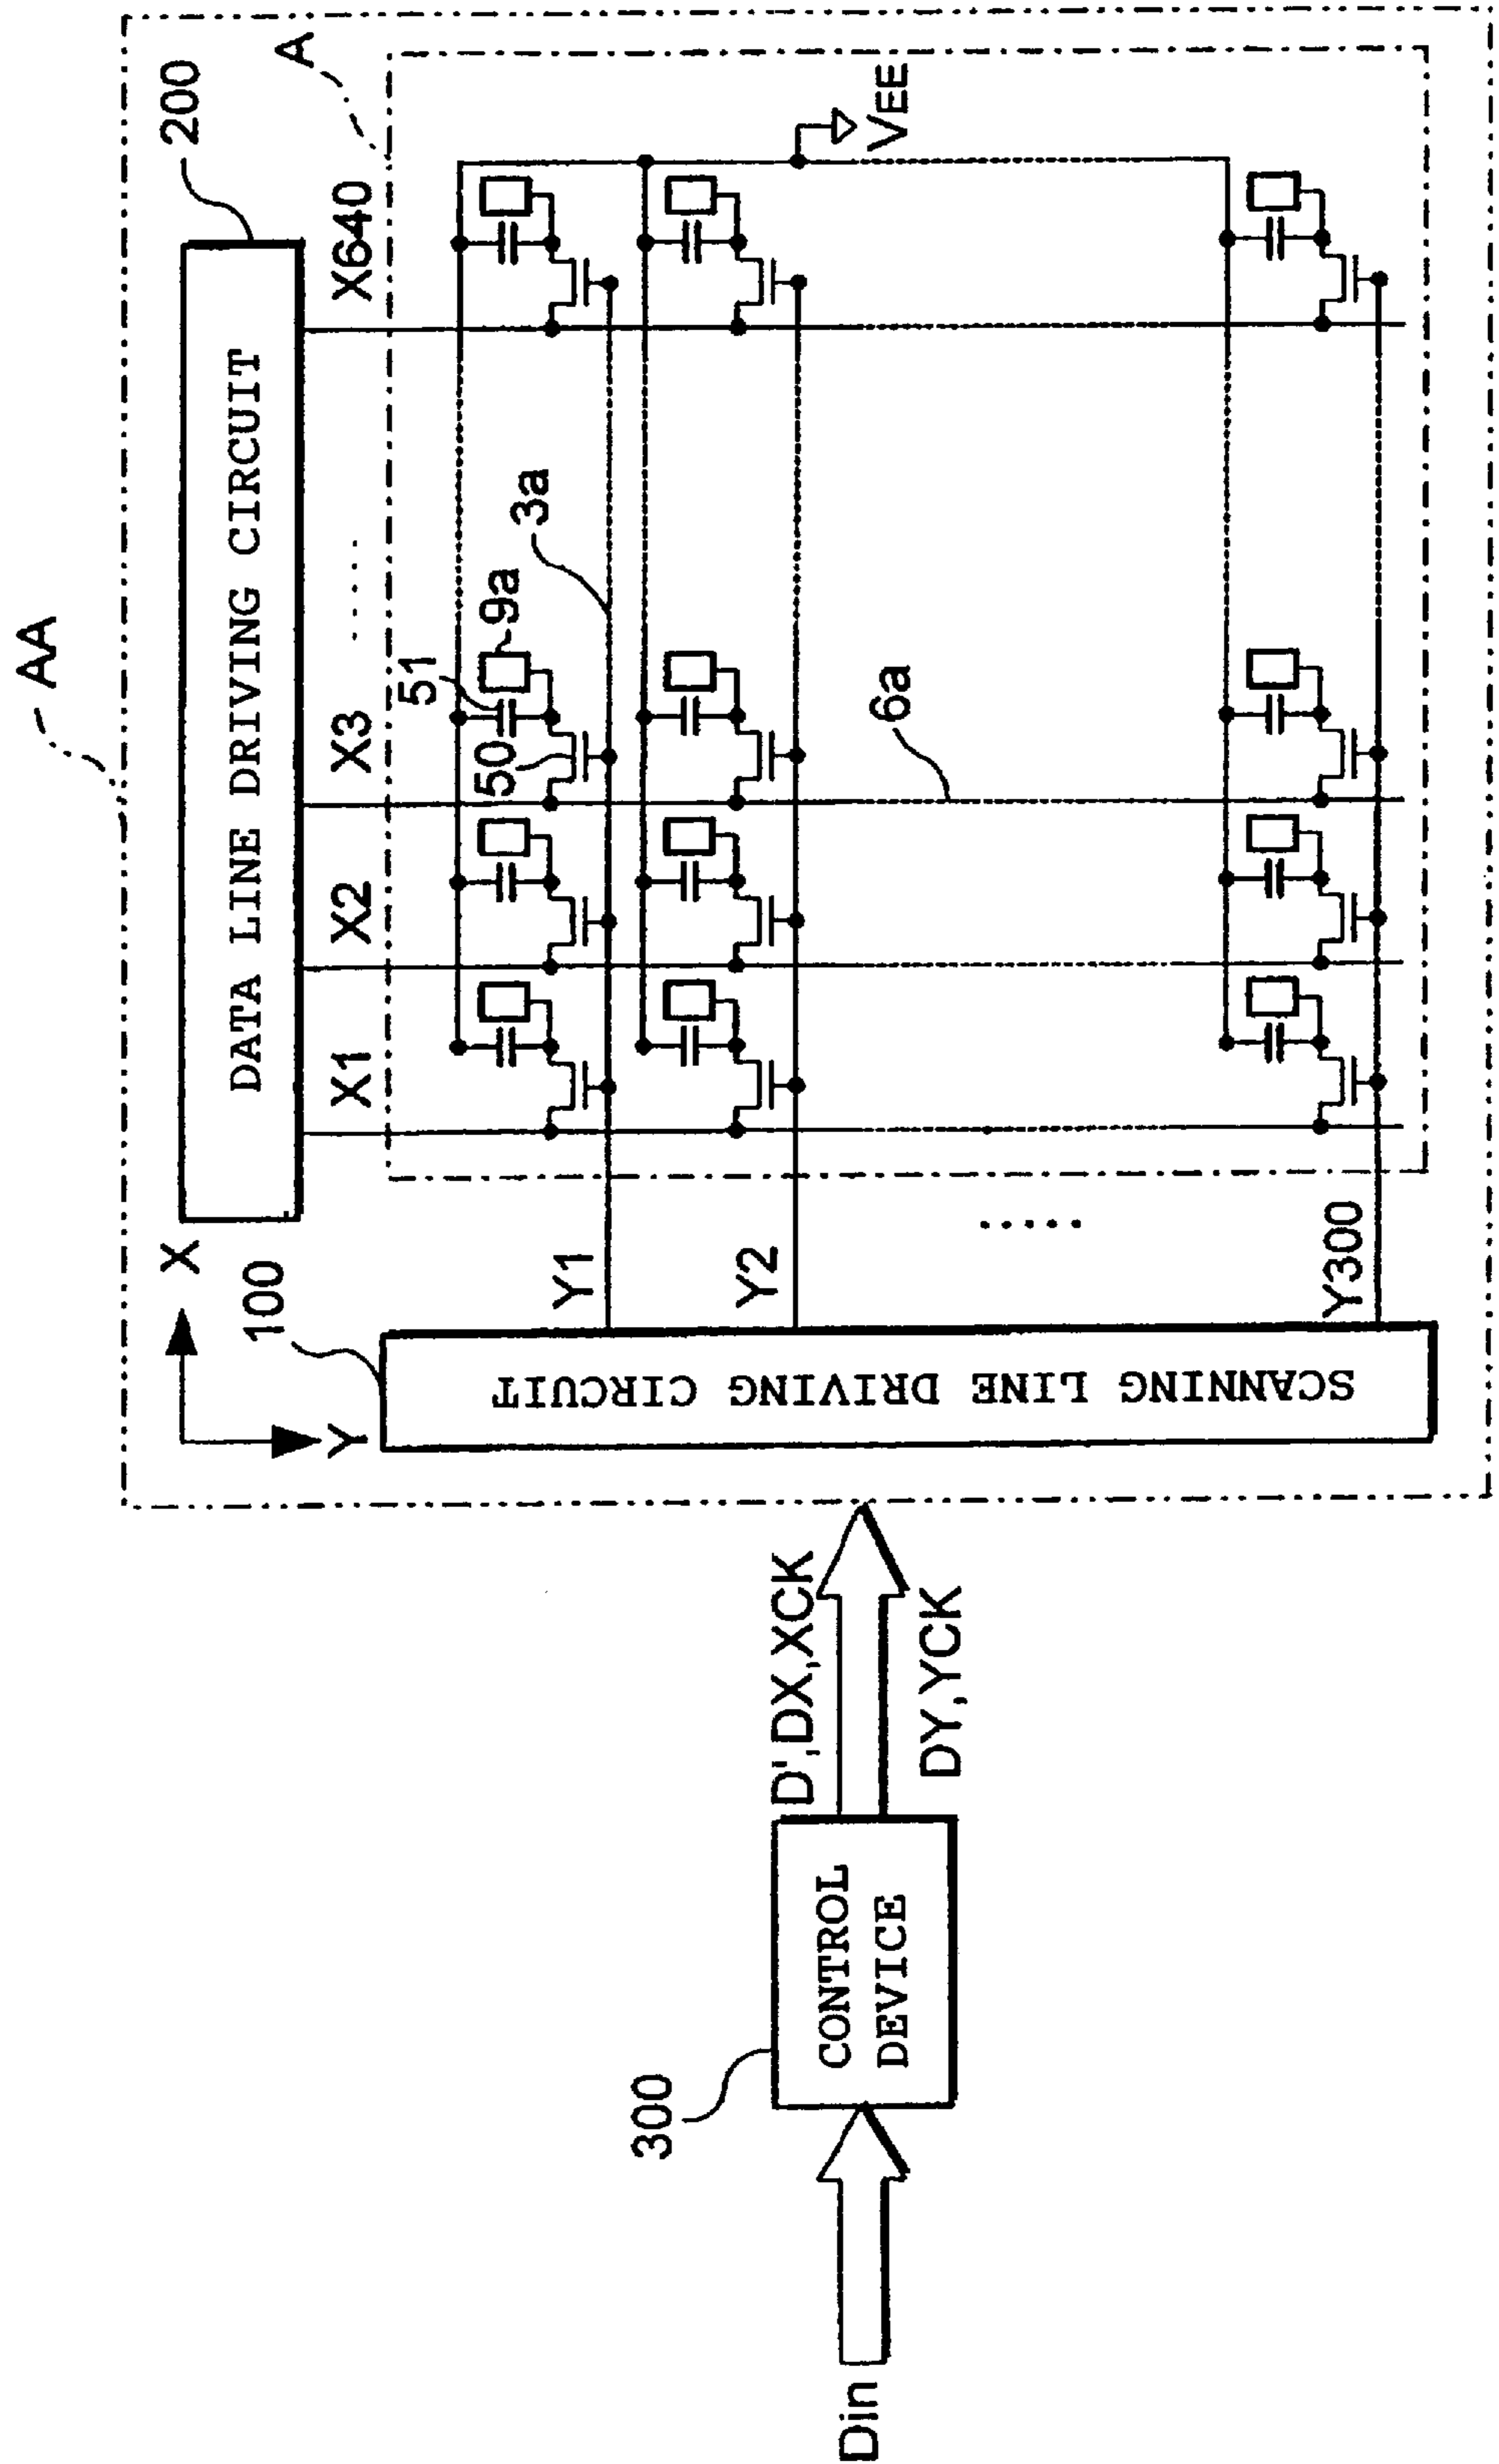 AA
A
200
DATA LINE DRIVING CIRCUIT
X
Y
100
X1
X2
X3
.....
X640
51
9a
50
3a
6a
VEE
Y1
Y2
.....
Y300
SCANNING LINE DRIVING CIRCUIT
D',DX,XCK
DY,YCK
300
CONTROL
DEVICE
Din